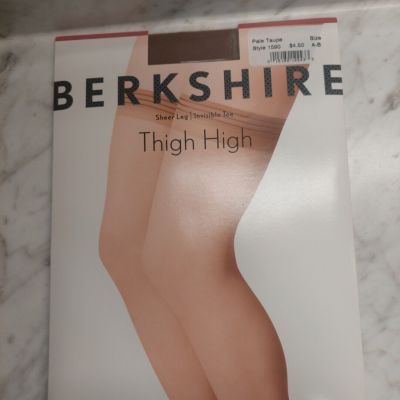 Pale Taupe Size
Style 1590 $4.50 A-B
BERKSHIRE
Sheer Leg | Invisible Toe
Thigh High